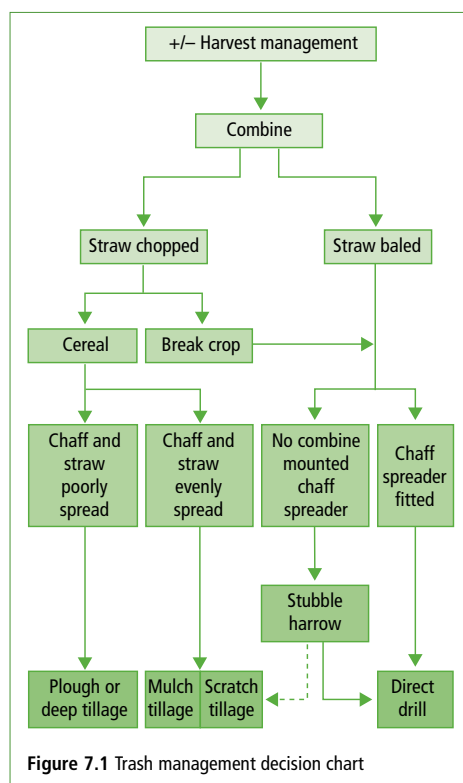 +/– Harvest management
Combine
Straw chopped
Straw baled
Cereal
Break crop
Chaff and
straw
poorly
spread
Chaff and
straw
evenly
spread
No combine
mounted
chaff
spreader
Chaff
spreader
fitted
Stubble
harrow
Plough or
deep tillage
Mulch
tillage
Scratch
tillage
Direct
drill
Figure 7.1 Trash management decision chart